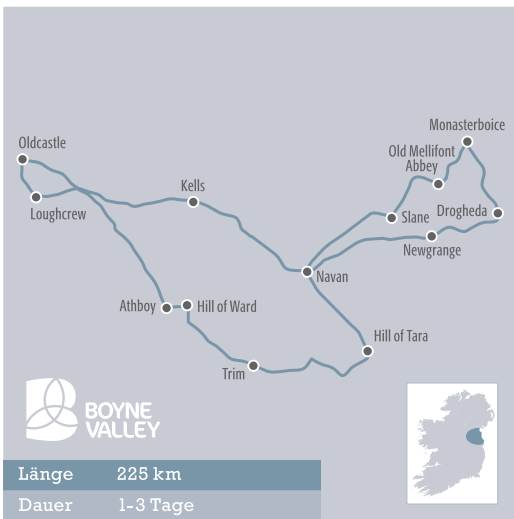 Monasterboice
Oldcastle
Old Mellifont
Abbey
Kells
Loughcrew
Slane
Drogheda
Newgrange
Navan
Athboy
Hill of Ward
Hill of Tara
Trim
BOYNE
VALLEY
Länge 225 km
Dauer 1-3 Tage